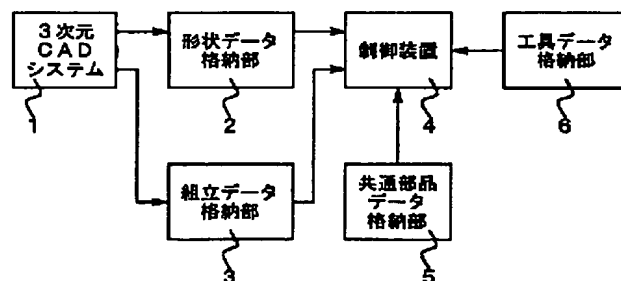 3次元
CAD
システム
1
形状データ
格納部
2
制御装置
4
工具データ
格納部
6
組立データ
格納部
3
共通部品
データ
格納部
5